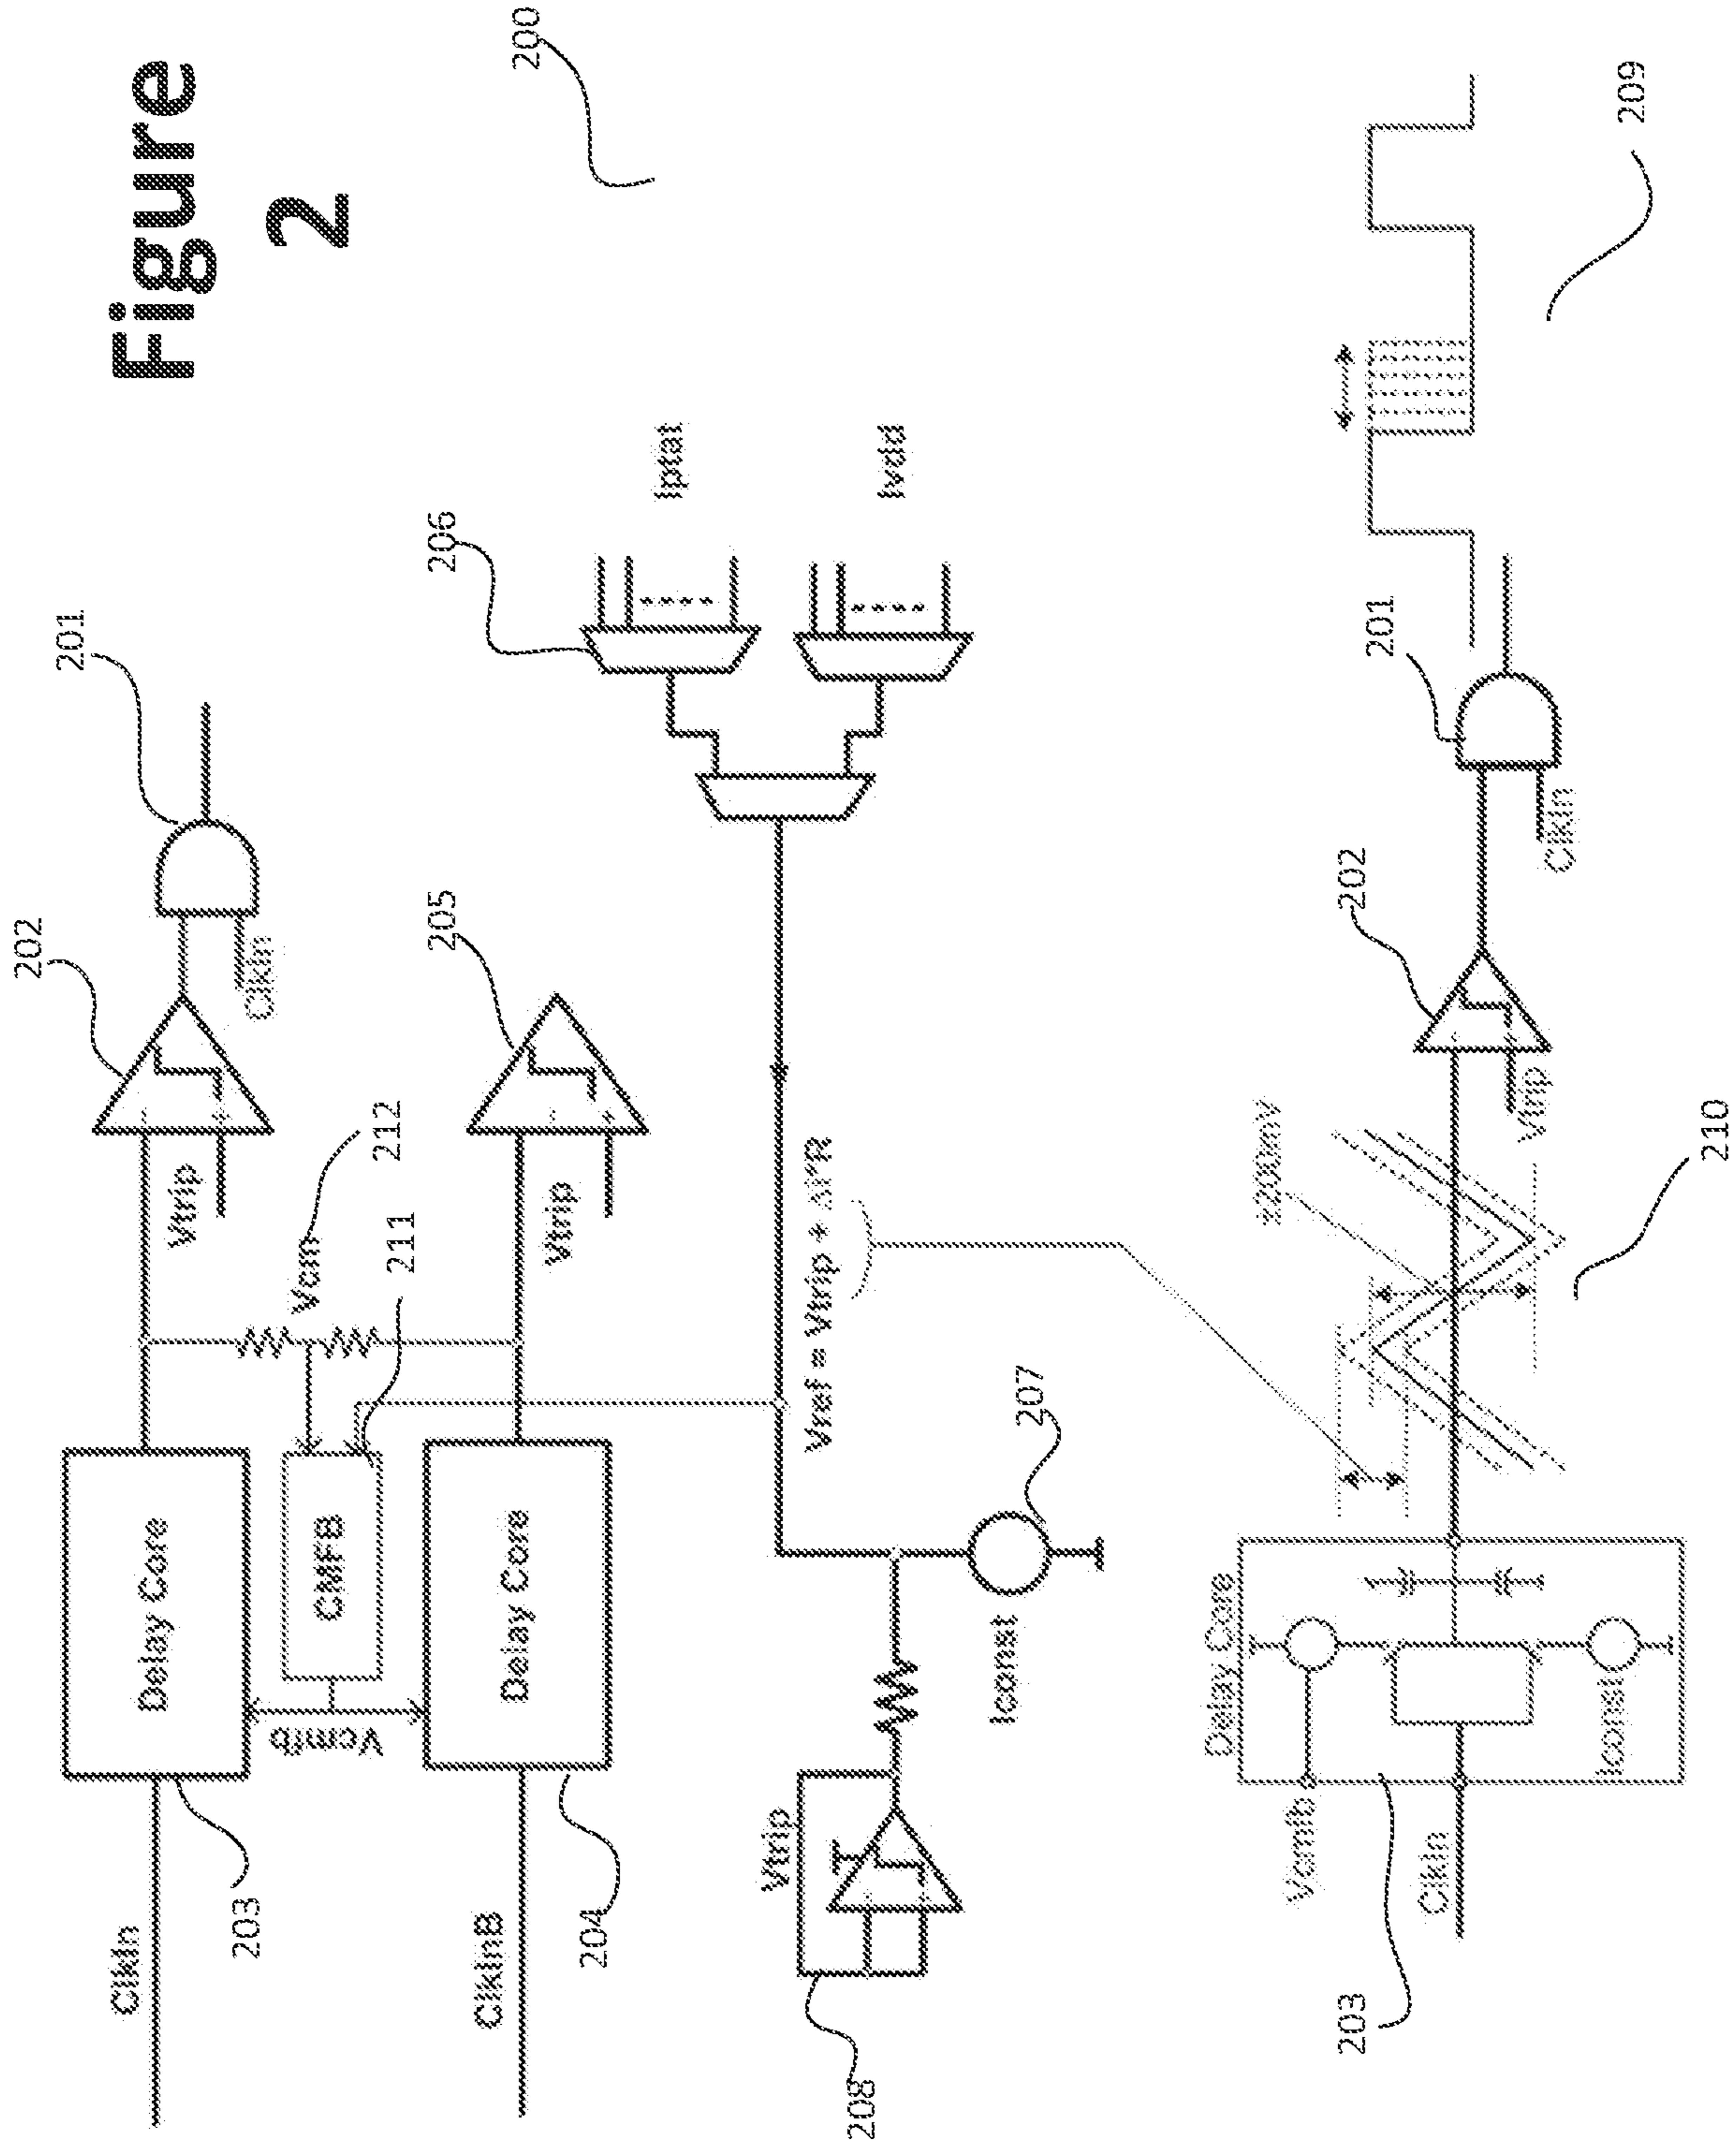 Figure
2
200
ClkIn
203
Delay Core
Vtrip
202
ClkIn
201
Vcm
212
211
CMFB
Vcmfb
ClkInB
204
Delay Core
Vtrip
205
206
Iptat
Ivdd
Vref = Vtrip + ΔI*R
Vtrip
208
Iconst
207
203
Vcmfb
ClkIn
Delay Core
Iconst
±200mV
210
Vtrip
202
ClkIn
201
209